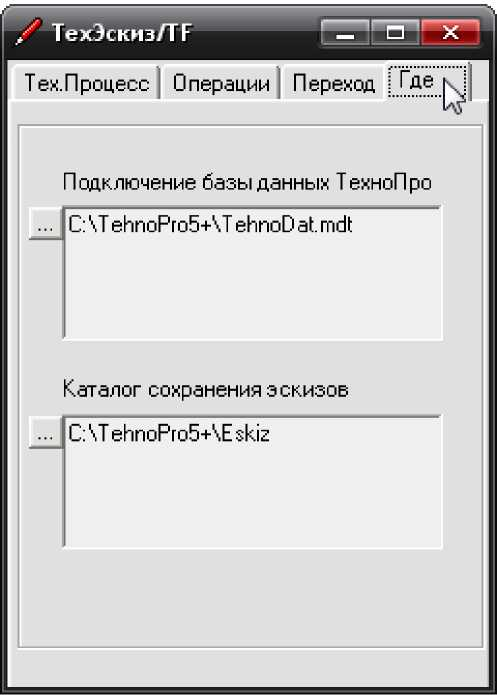 ТехЭскиз/TF
Тех.Процесс Операции Переход Где
Подключение базы данных ТехноПро
... C:\TehnoPro5+\TehnoDat.mdt
Каталог сохранения эскизов
... C:\TehnoPro5+\Eskiz